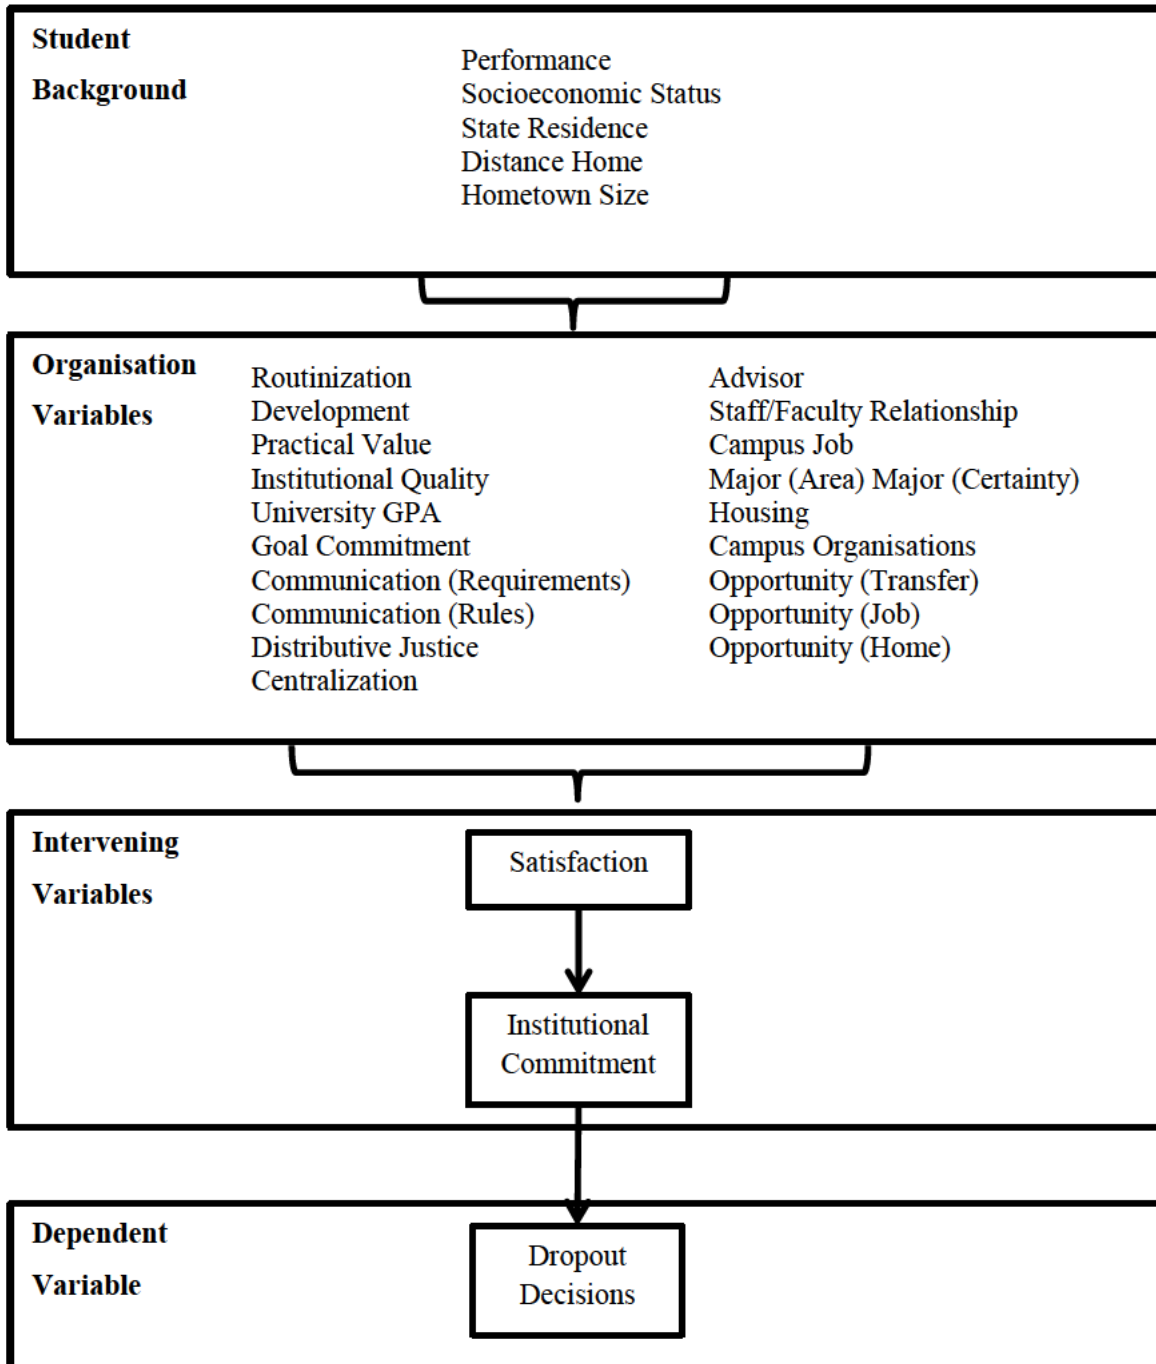 Student
Background
Performance
Socioeconomic Status
State Residence
Distance Home
Hometown Size
Organisation
Variables
Routinization
Development
Practical Value
Institutional Quality
University GPA
Goal Commitment
Communication (Requirements)
Communication (Rules)
Distributive Justice
Centralization
Advisor
Staff/Faculty Relationship
Campus Job
Major (Area) Major (Certainty)
Housing
Campus Organisations
Opportunity (Transfer)
Opportunity (Job)
Opportunity (Home)
Intervening
Variables
Satisfaction
Institutional
Commitment
Dependent
Variable
Dropout
Decisions